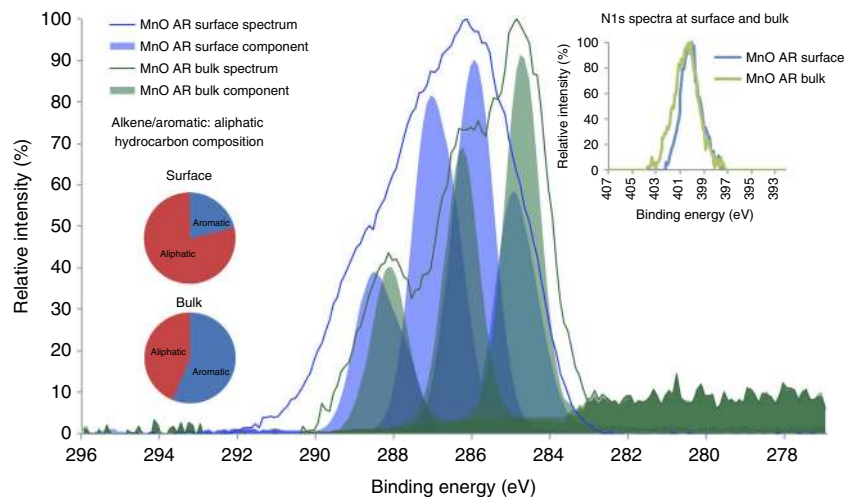 MnO AR surface spectrum
MnO AR surface component
MnO AR bulk spectrum
MnO AR bulk component
Alkene/aromatic: aliphatic
hydrocarbon composition
Surface
Aromatic
Aliphatic
Bulk
Aliphatic
Aromatic
Relative intensity (%)
100
90
80
70
60
50
40
30
20
10
0
296
294
292
290
288
286
284
282
280
278
Binding energy (eV)
N1s spectra at surface and bulk
MnO AR surface
MnO AR bulk
Relative intensity (%)
100
80
60
40
20
0
407
405
403
401
399
397
395
393
Binding energy (eV)